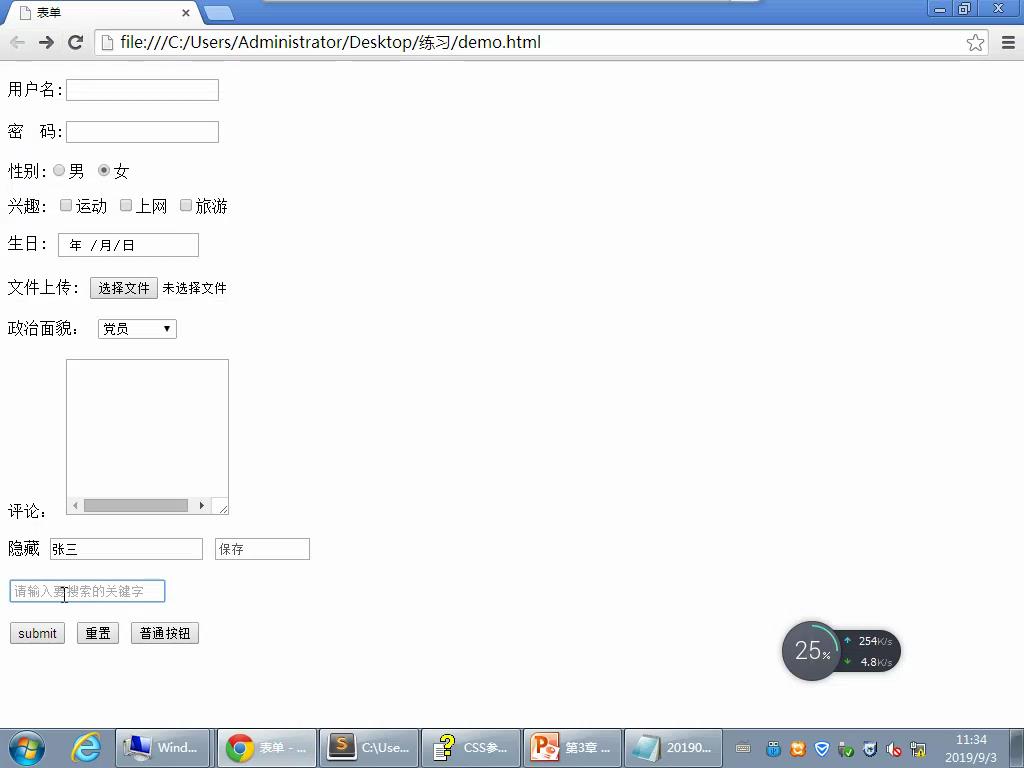 表单
file:///C:/Users/Administrator/Desktop/练习/demo.html
用户名:
密 码:
性别: 男 女
兴趣: 运动 上网 旅游
生日: 年 /月/日
文件上传: 选择文件 未选择文件
政治面貌: 党员
评论:
隐藏 张三 保存
请输入要搜索的关键字
submit 重置 普通按钮
25%
254K/s
4.8K/s
Wind...
表单 - ...
C:\Use...
CSS参...
第3章 ...
20190...
11:34
2019/9/3